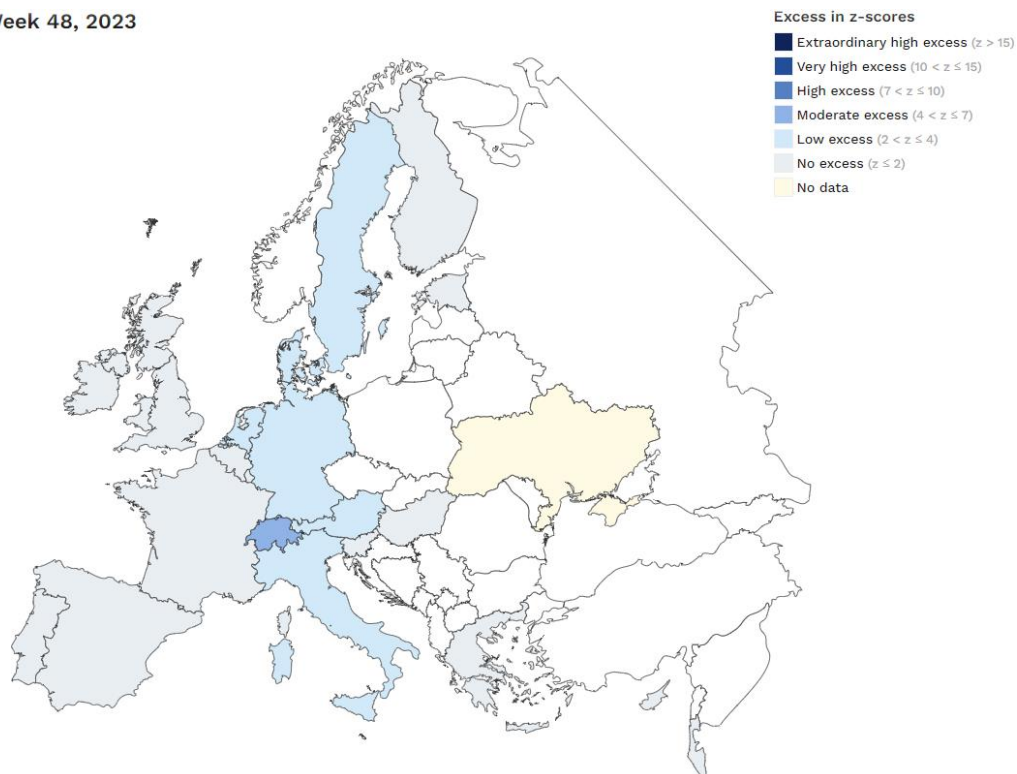 eek 48, 2023
Excess in z-scores
Extraordinary high excess (z > 15)
Very high excess (10 < z ≤ 15)
High excess (7 < z ≤ 10)
Moderate excess (4 < z ≤ 7)
Low excess (2 < z ≤ 4)
No excess (z ≤ 2)
No data